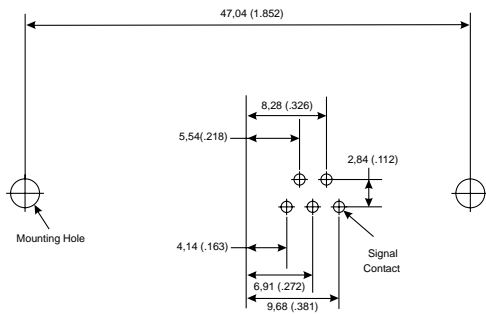 47,04 (1.852)
8,28 (.326)
5,54(.218)
2,84 (.112)
Mounting Hole
4,14 (.163)
Signal
Contact
6,91 (.272)
9,68 (.381)